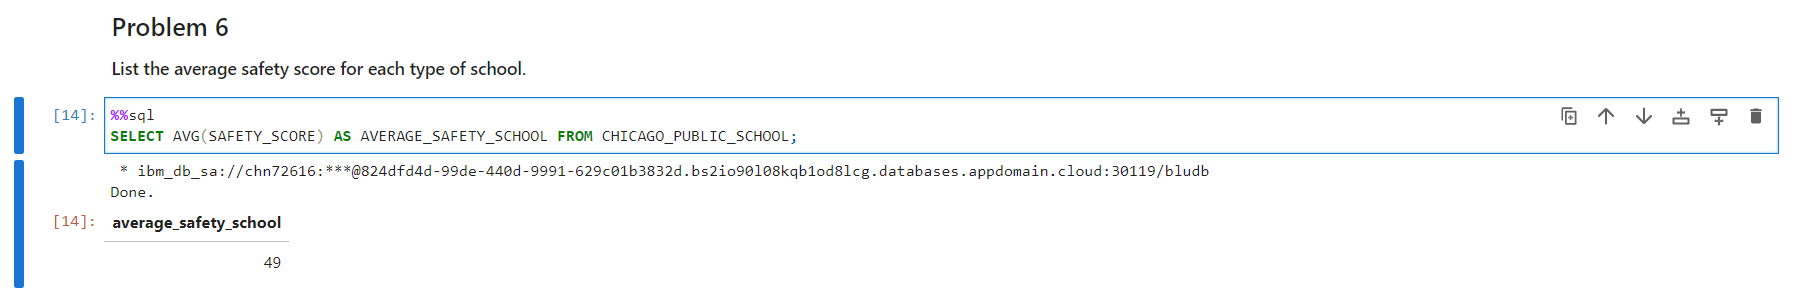 Problem 6
List the average safety score for each type of school.
[14]: %%sql
SELECT AVG(SAFETY_SCORE) AS AVERAGE_SAFETY_SCHOOL FROM CHICAGO_PUBLIC_SCHOOL;
* ibm_db_sa://chn72616:***@824dfd4d-99de-440d-9991-629c01b3832d.bs2io90l08kqb1od8lcg.databases.appdomain.cloud:30119/bludb
Done.
[14]: average_safety_school
49